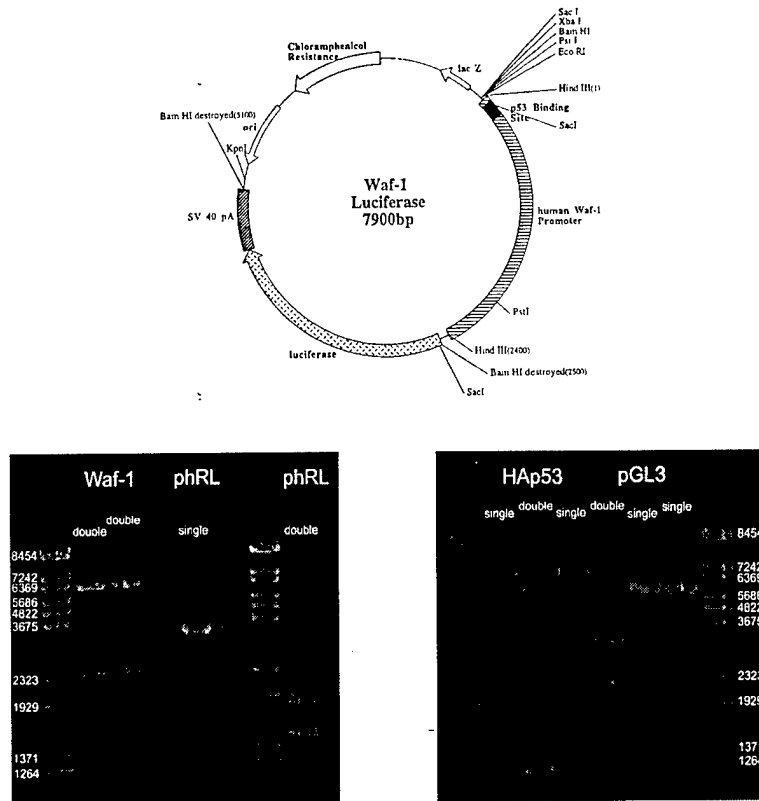 Sac I
Xba I
Bam HI
Pst I
Eco RI
Hind III(1)
p53 Binding
Site
SacI
Chloramphenicol
Resistance
lac Z
Bam HI destroyed(5100)
ori
KpnI
SV 40 pA
Waf-1
Luciferase
7900bp
human Waf-1
Promoter
PstI
Hind III(2400)
Bam HI destroyed(2500)
SacI
luciferase
Waf-1 phRL phRL
double double single double
8454
7242
6369
5686
4822
3675
2323
1929
1371
1264
HAp53 pGL3
single double single double single single
8454
7242
6369
5686
4822
3675
2323
1929
1371
1264